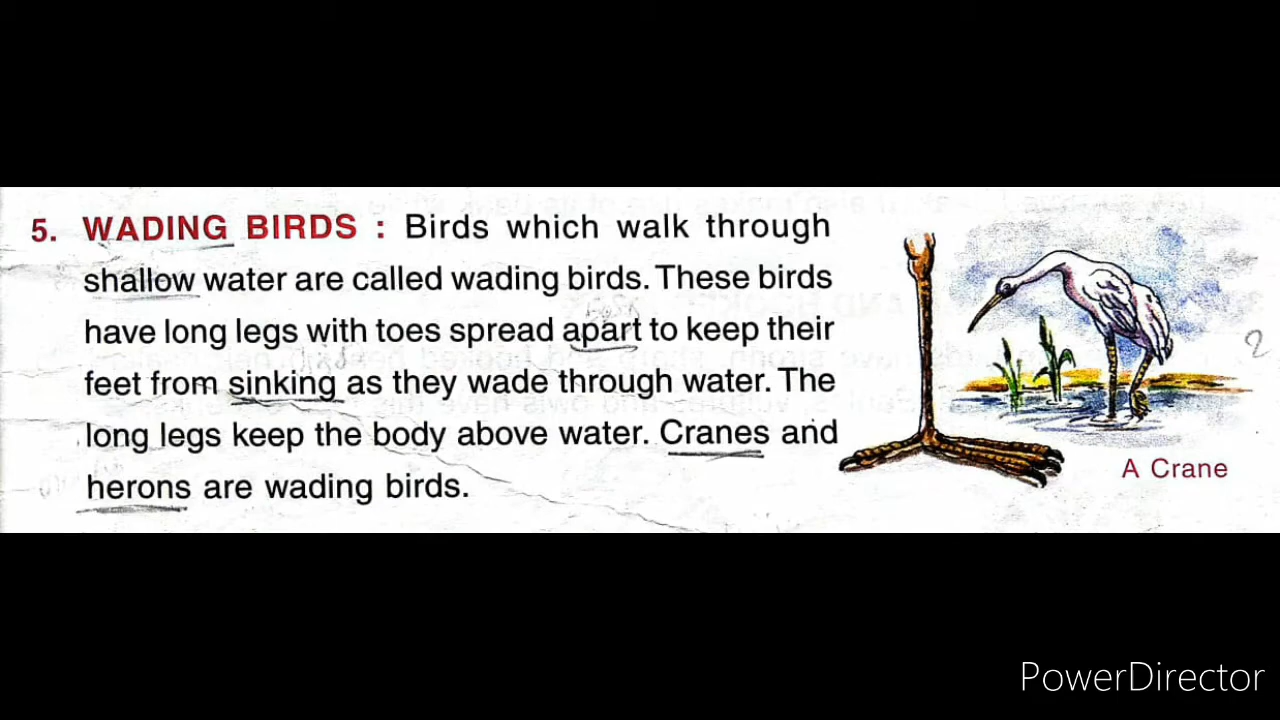 5. WADING BIRDS : Birds which walk through
shallow water are called wading birds. These birds
have long legs with toes spread apart to keep their
feet from sinking as they wade through water. The
long legs keep the body above water. Cranes and
herons are wading birds.
A Crane
2
PowerDirector